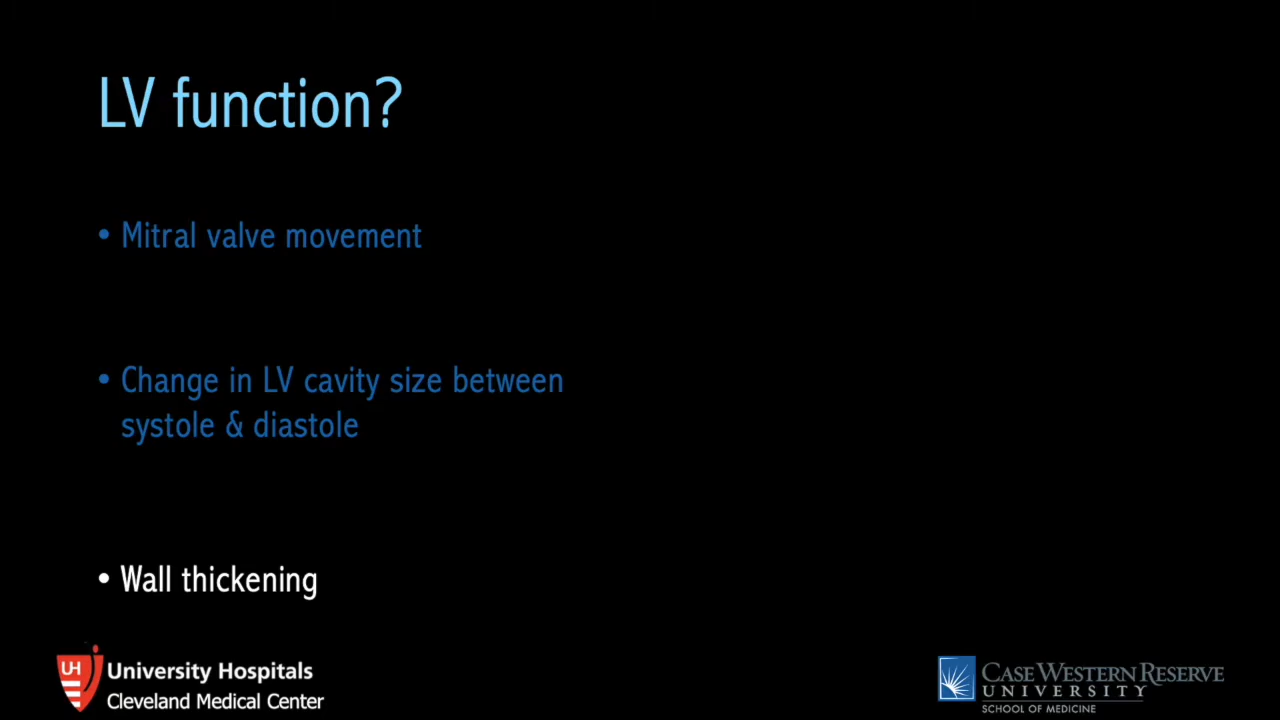 LV function?
• Mitral valve movement
• Change in LV cavity size between
systole & diastole
• Wall thickening
UH
University Hospitals
Cleveland Medical Center
CASE WESTERN RESERVE
UNIVERSITY
SCHOOL OF MEDICINE